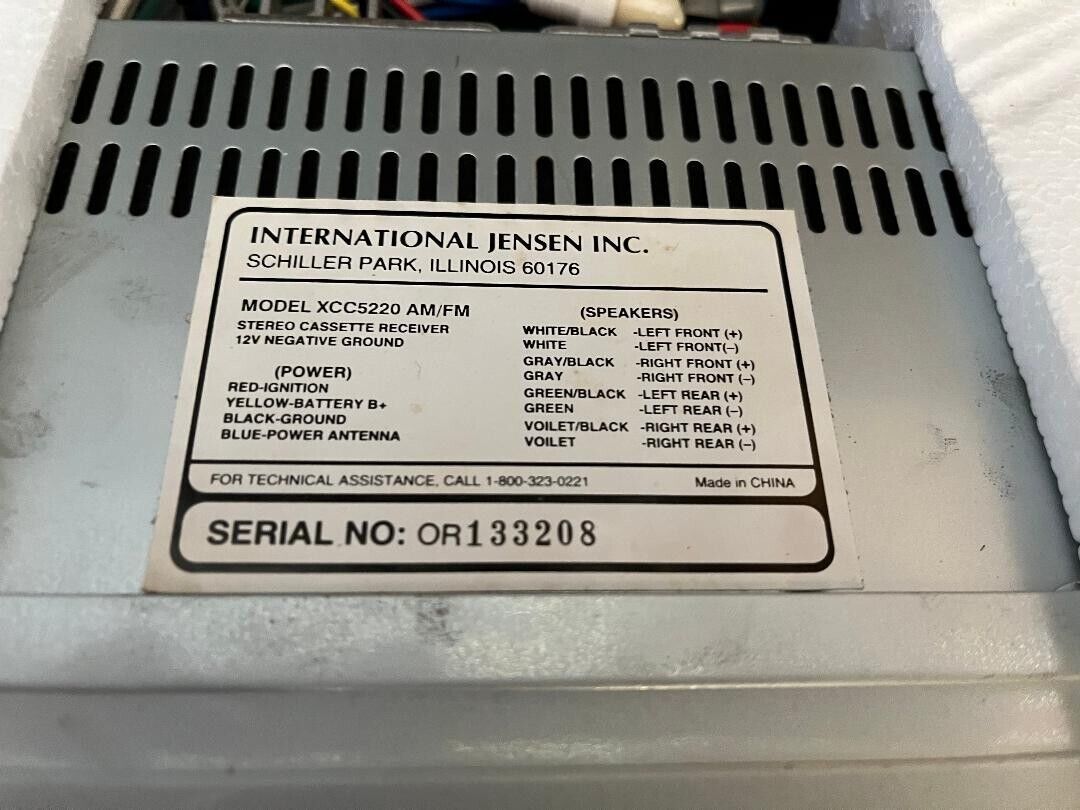 INTERNATIONAL JENSEN INC.
SCHILLER PARK, ILLINOIS 60176
MODEL XCC5220 AM/FM
STEREO CASSETTE RECEIVER
12V NEGATIVE GROUND
(POWER)
RED-IGNITION
YELLOW-BATTERY B+
BLACK-GROUND
BLUE-POWER ANTENNA
(SPEAKERS)
WHITE/BLACK -LEFT FRONT (+)
WHITE -LEFT FRONT(–)
GRAY/BLACK -RIGHT FRONT (+)
GRAY -RIGHT FRONT (–)
GREEN/BLACK -LEFT REAR (+)
GREEN -LEFT REAR (–)
VOILET/BLACK -RIGHT REAR (+)
VOILET -RIGHT REAR (–)
FOR TECHNICAL ASSISTANCE, CALL 1-800-323-0221 Made in CHINA
SERIAL NO: OR133208